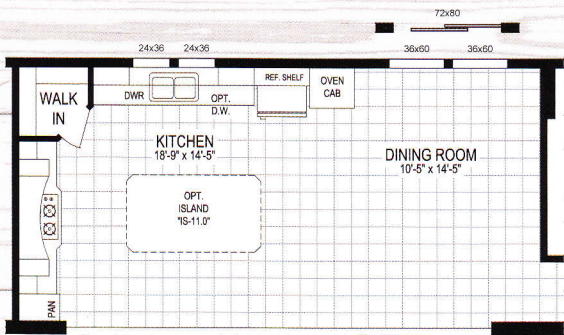 72x80
24x36 24x36
36x60 36x60
REF. SHELF
OVEN
CAB
WALK
IN
DWR
OPT.
D.W.
KITCHEN
18'-9" x 14'-5"
DINING ROOM
10'-5" x 14'-5"
OPT.
ISLAND
"IS-11.0"
PAN